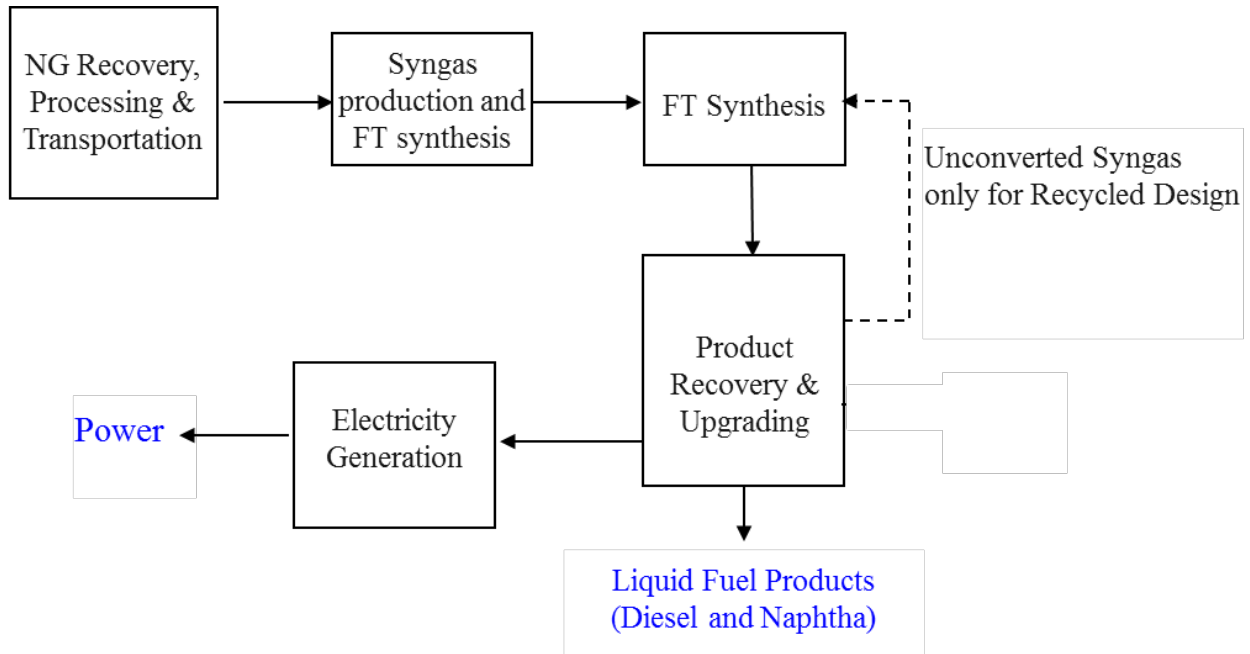 NG Recovery,
Processing &
Transportation
Syngas
production and
FT synthesis
FT Synthesis
Unconverted Syngas
only for Recycled Design
Product
Recovery &
Upgrading
Electricity
Generation
Power
Liquid Fuel Products
(Diesel and Naphtha)